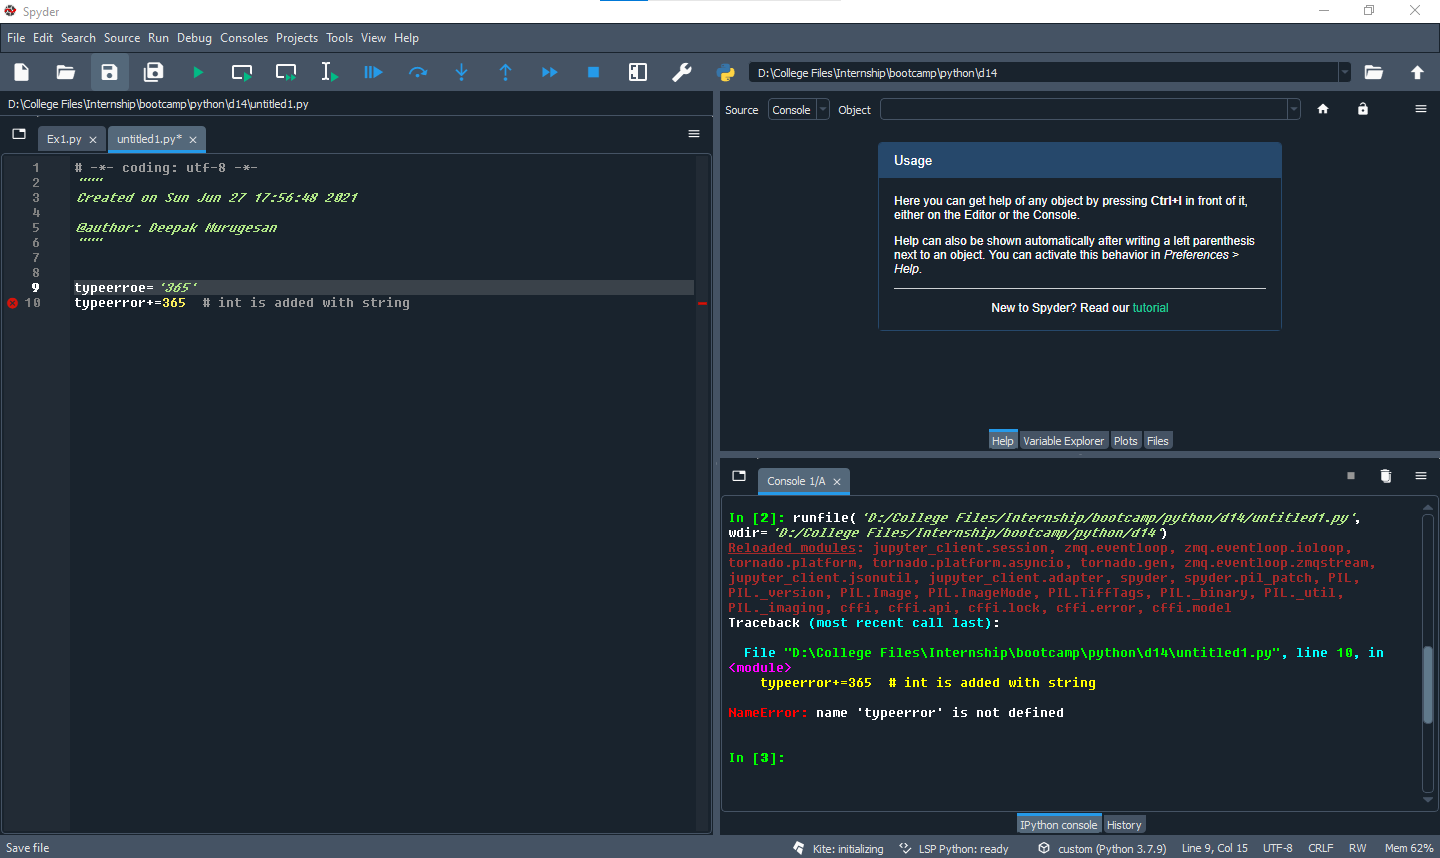 Spyder
File Edit Search Source Run Debug Consoles Projects Tools View Help
D:\College Files\Internship\bootcamp\python\d14
D:\College Files\Internship\bootcamp\python\d14\untitled1.py
Ex1.py
untitled1.py*
1 # -*- coding: utf-8 -*-
2 """
3 Created on Sun Jun 27 17:56:40 2021
4
5 @author: Deepak Murugesan
6 """
7
8
9 typeerroe='365'
10 typeerror+=365  # int is added with string
Source Console Object
Usage
Here you can get help of any object by pressing Ctrl+I in front of it,
either on the Editor or the Console.
Help can also be shown automatically after writing a left parenthesis
next to an object. You can activate this behavior in Preferences >
Help.
New to Spyder? Read our tutorial
Help Variable Explorer Plots Files
Console 1/A
In [2]: runfile('D:/College Files/Internship/bootcamp/python/d14/untitled1.py',
wdir='D:/College Files/Internship/bootcamp/python/d14')
Reloaded modules: jupyter_client.session, zmq.eventloop, zmq.eventloop.ioloop,
tornado.platform, tornado.platform.asyncio, tornado.gen, zmq.eventloop.zmqstream,
jupyter_client.jsonutil, jupyter_client.adapter, spyder, spyder.pil_patch, PIL,
PIL._version, PIL.Image, PIL.ImageMode, PIL.TiffTags, PIL._binary, PIL._util,
PIL._imaging, cffi, cffi.api, cffi.lock, cffi.error, cffi.model
Traceback (most recent call last):
File "D:\College Files\Internship\bootcamp\python\d14\untitled1.py", line 10, in
<module>
typeerror+=365  # int is added with string
NameError: name 'typeerror' is not defined
In [3]:
IPython console History
Save file
Kite: initializing
LSP Python: ready
custom (Python 3.7.9)
Line 9, Col 15
UTF-8
CRLF
RW
Mem 62%